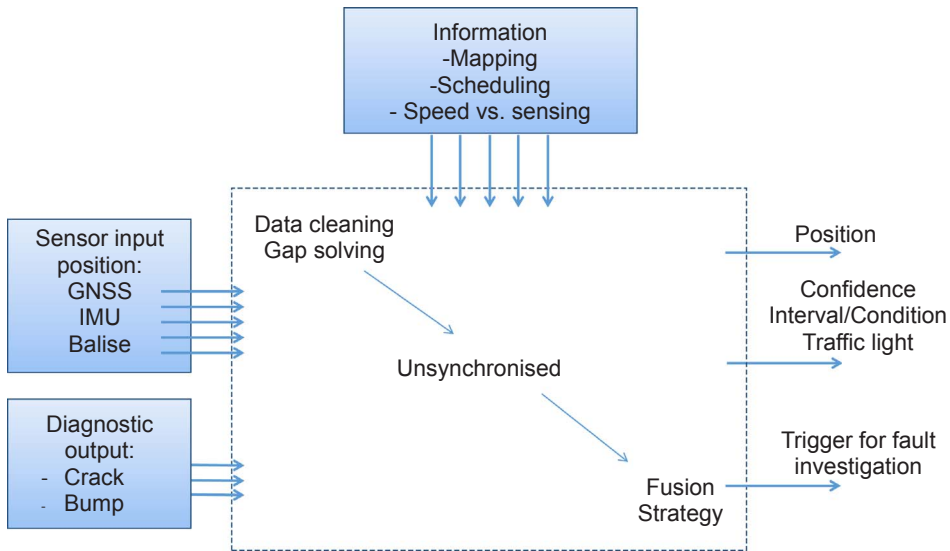 Information
-Mapping
-Scheduling
- Speed vs. sensing
Sensor input
position:
GNSS
IMU
Balise
Diagnostic
output:
- Crack
- Bump
Data cleaning
Gap solving
Unsynchronised
Fusion
Strategy
Position
Confidence
Interval/Condition
Traffic light
Trigger for fault
investigation